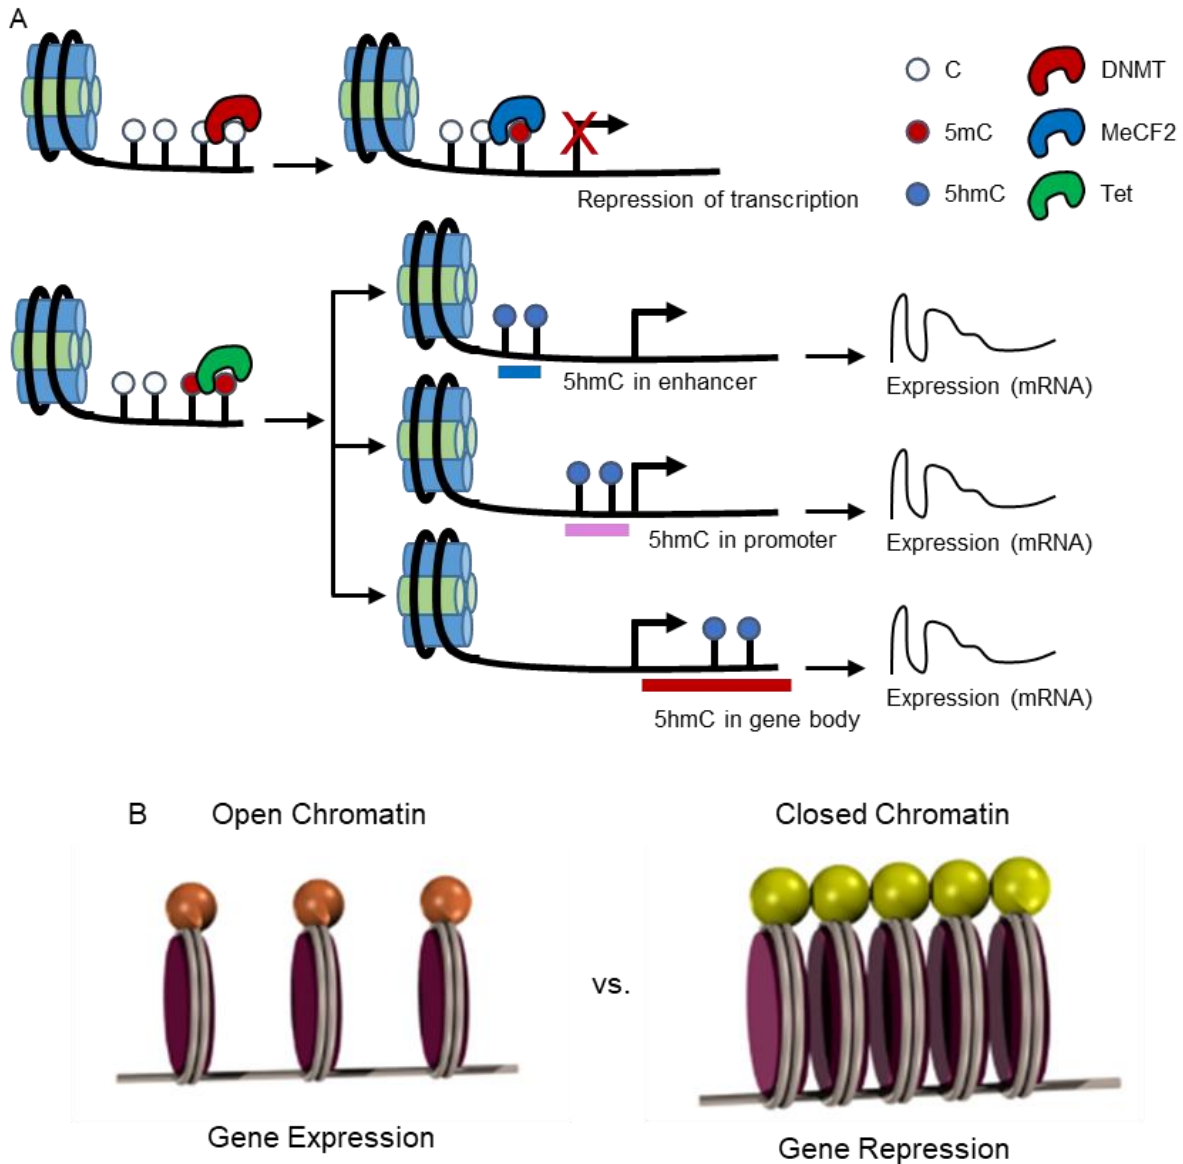 A
C
DNMT
5mC
MeCF2
5hmC
Tet
Repression of transcription
5hmC in enhancer
Expression (mRNA)
5hmC in promoter
Expression (mRNA)
5hmC in gene body
Expression (mRNA)
B
Open Chromatin
Closed Chromatin
vs.
Gene Expression
Gene Repression